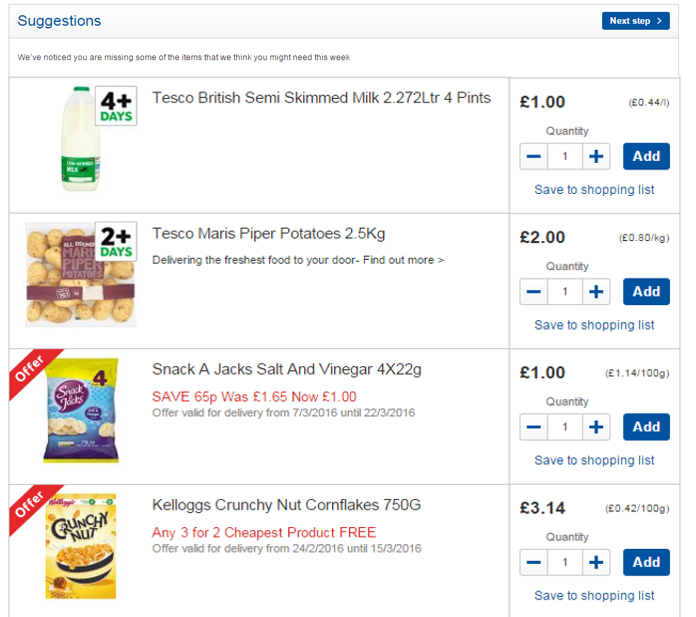 Suggestions
Next step >
We've noticed you are missing some of the items that we think you might need this week
4+
DAYS
SEMI SKIMMED
MILK
Tesco British Semi Skimmed Milk 2.272Ltr 4 Pints
£1.00 (£0.44/l)
Quantity
− 1 + Add
Save to shopping list
2+
DAYS
ALL ROUNDER
MARIS
PIPER
POTATOES
Tesco Maris Piper Potatoes 2.5Kg
Delivering the freshest food to your door- Find out more >
£2.00 (£0.80/kg)
Quantity
− 1 + Add
Save to shopping list
Offer
4
Snack
a Jacks
Snack A Jacks Salt And Vinegar 4X22g
SAVE 65p Was £1.65 Now £1.00
Offer valid for delivery from 7/3/2016 until 22/3/2016
£1.00 (£1.14/100g)
Quantity
− 1 + Add
Save to shopping list
Offer
Kellogg's
CRUNCHY
NUT
Kelloggs Crunchy Nut Cornflakes 750G
Any 3 for 2 Cheapest Product FREE
Offer valid for delivery from 24/2/2016 until 15/3/2016
£3.14 (£0.42/100g)
Quantity
− 1 + Add
Save to shopping list